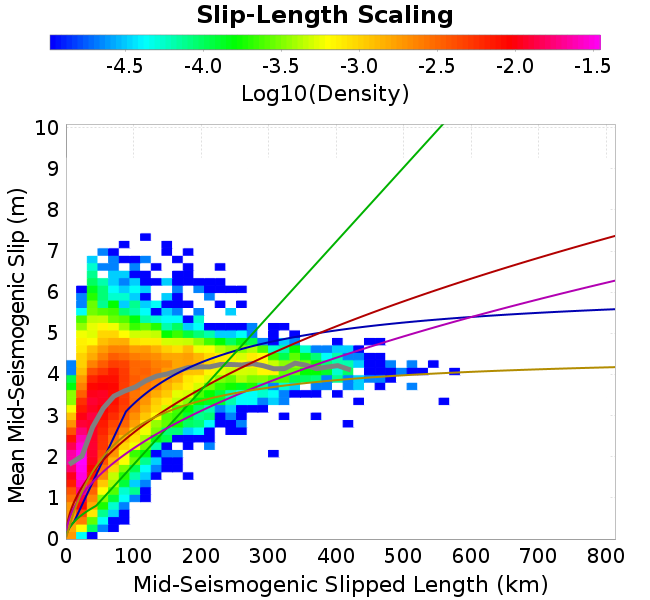 Slip-Length Scaling
-4.5 -4.0 -3.5 -3.0 -2.5 -2.0 -1.5
Log10(Density)
10
9
8
7
6
5
4
3
2
1
0
Mean Mid-Seismogenic Slip (m)
0 100 200 300 400 500 600 700 800
Mid-Seismogenic Slipped Length (km)